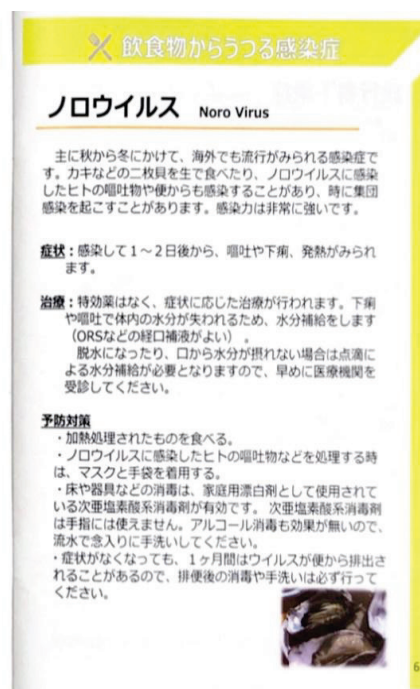 飲食物からうつる感染症
ノロウイルス Noro Virus
主に秋から冬にかけて、海外でも流行がみられる感染症で
す。カキなどの二枚貝を生で食べたり、ノロウイルスに感染
したヒトの嘔吐物や便からも感染することがあり、時に集団
感染を起こすことがあります。感染力は非常に強いです。
症状：感染して１～２日後から、嘔吐や下痢、発熱がみられ
ます。
治療：特効薬はなく、症状に応じた治療が行われます。下痢
や嘔吐で体内の水分が失われるため、水分補給をします
（ORSなどの経口補液がよい）。
脱水になったり、口から水分が摂れない場合は点滴に
よる水分補給が必要となりますので、早めに医療機関を
受診してください。
予防対策
・加熱処理されたものを食べる。
・ノロウイルスに感染したヒトの嘔吐物などを処理する時
は、マスクと手袋を着用する。
・床や器具などの消毒は、家庭用漂白剤として使用されて
いる次亜塩素酸系消毒剤が有効です。 次亜塩素酸系消毒剤
は手指には使えません。アルコール消毒も効果が無いので、
流水で念入りに手洗いしてください。
・症状がなくなっても、１ヶ月間はウイルスが便から排出さ
れることがあるので、排便後の消毒や手洗いは必ず行って
ください。
6